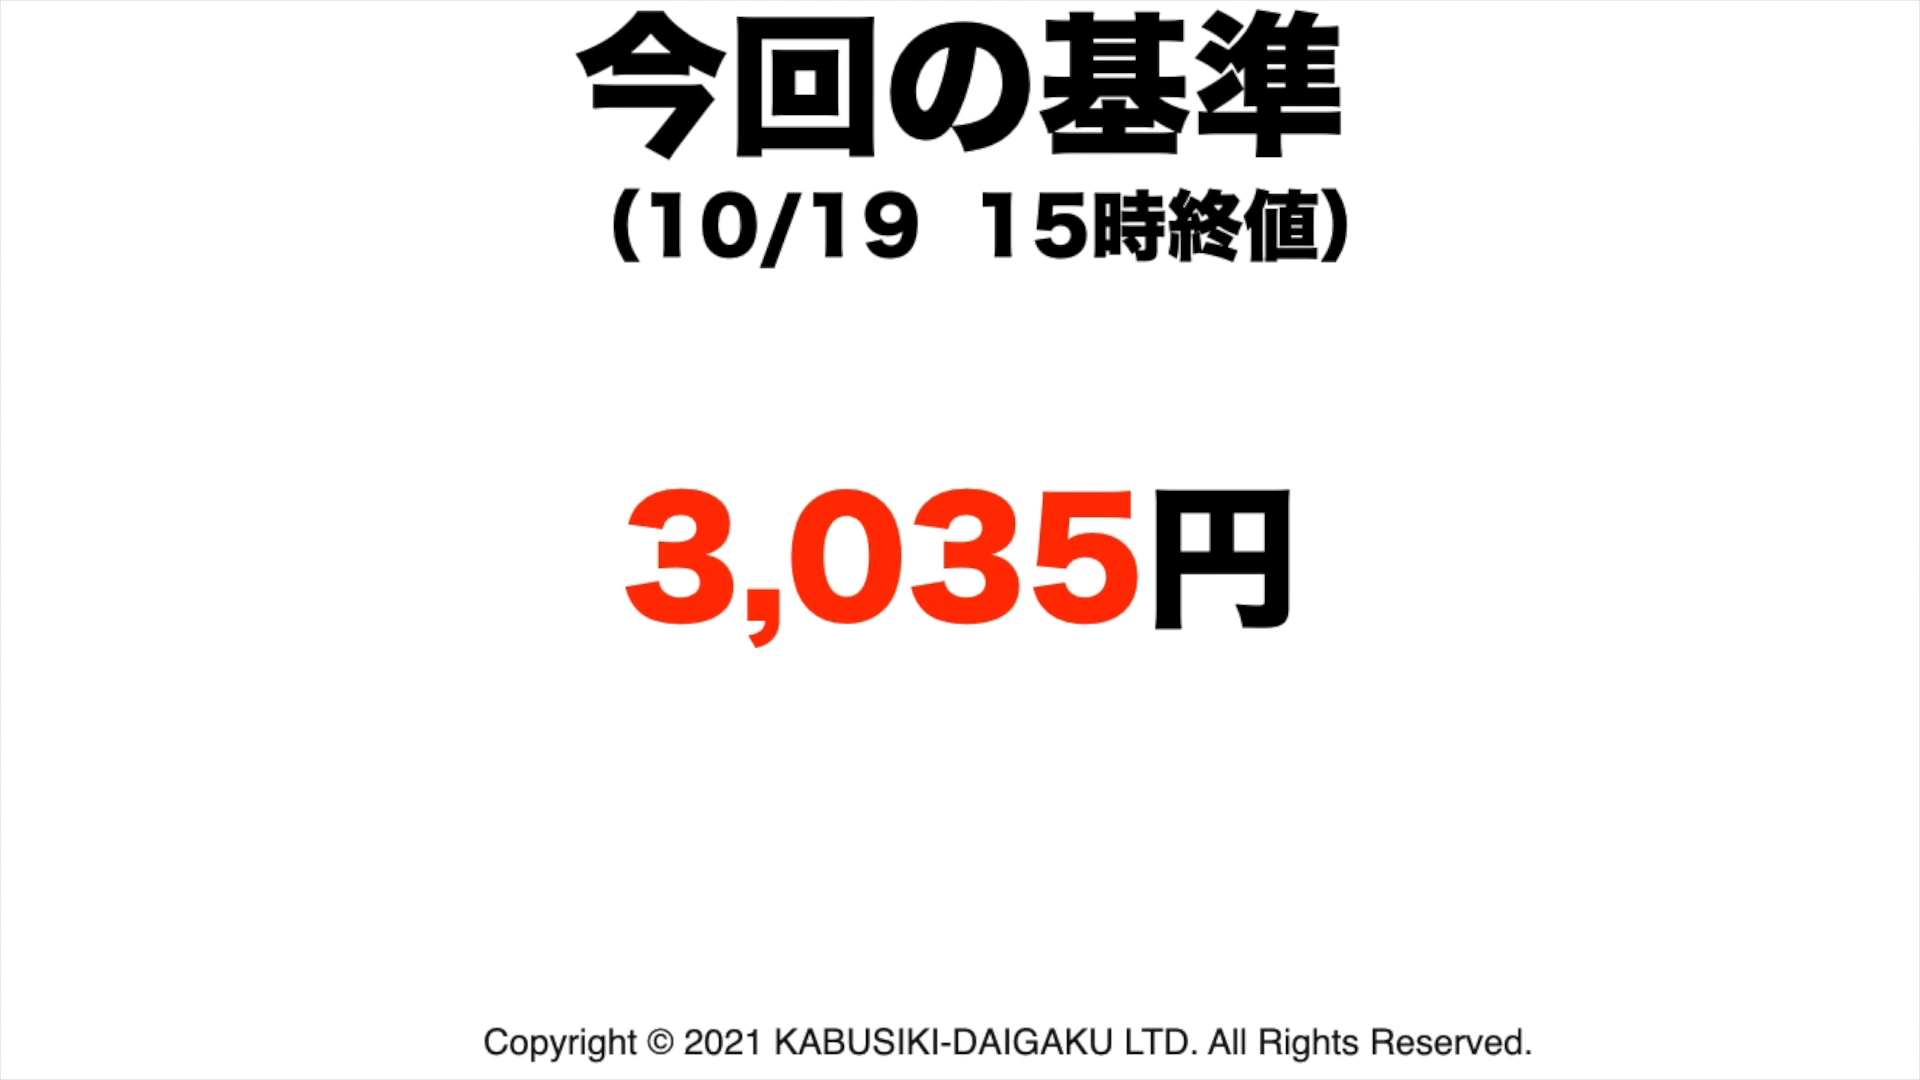 今回の基準
（10/19 15時終値）
3,035円
Copyright © 2021 KABUSIKI-DAIGAKU LTD. All Rights Reserved.